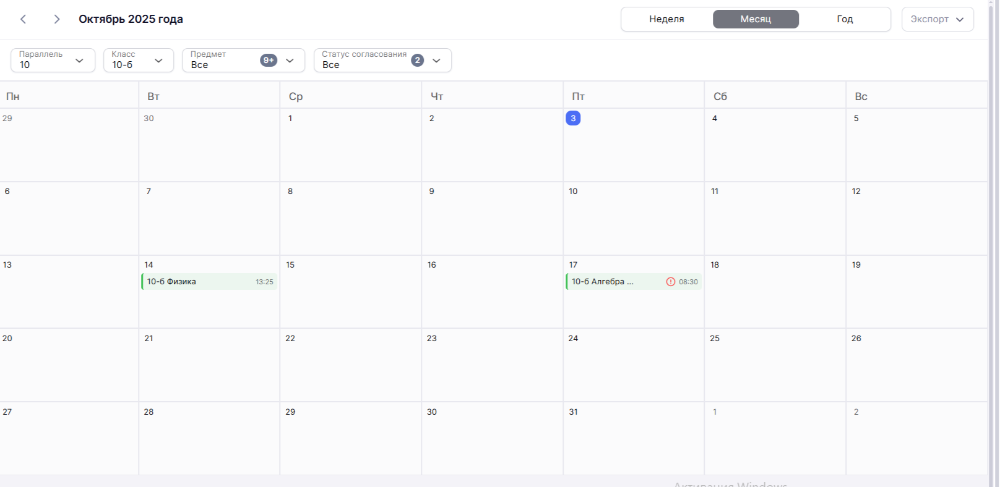 Октябрь 2025 года
Неделя Месяц Год
Экспорт
Параллель
10
Класс
10-б
Предмет
Все
9+
Статус согласования
Все
2
Пн Вт Ср Чт Пт Сб Вс
29 30 1 2 3 4 5
6 7 8 9 10 11 12
13 14 15 16 17 18 19
10-б Физика 13:25
10-б Алгебра ... 08:30
20 21 22 23 24 25 26
27 28 29 30 31 1 2
Активация Windows